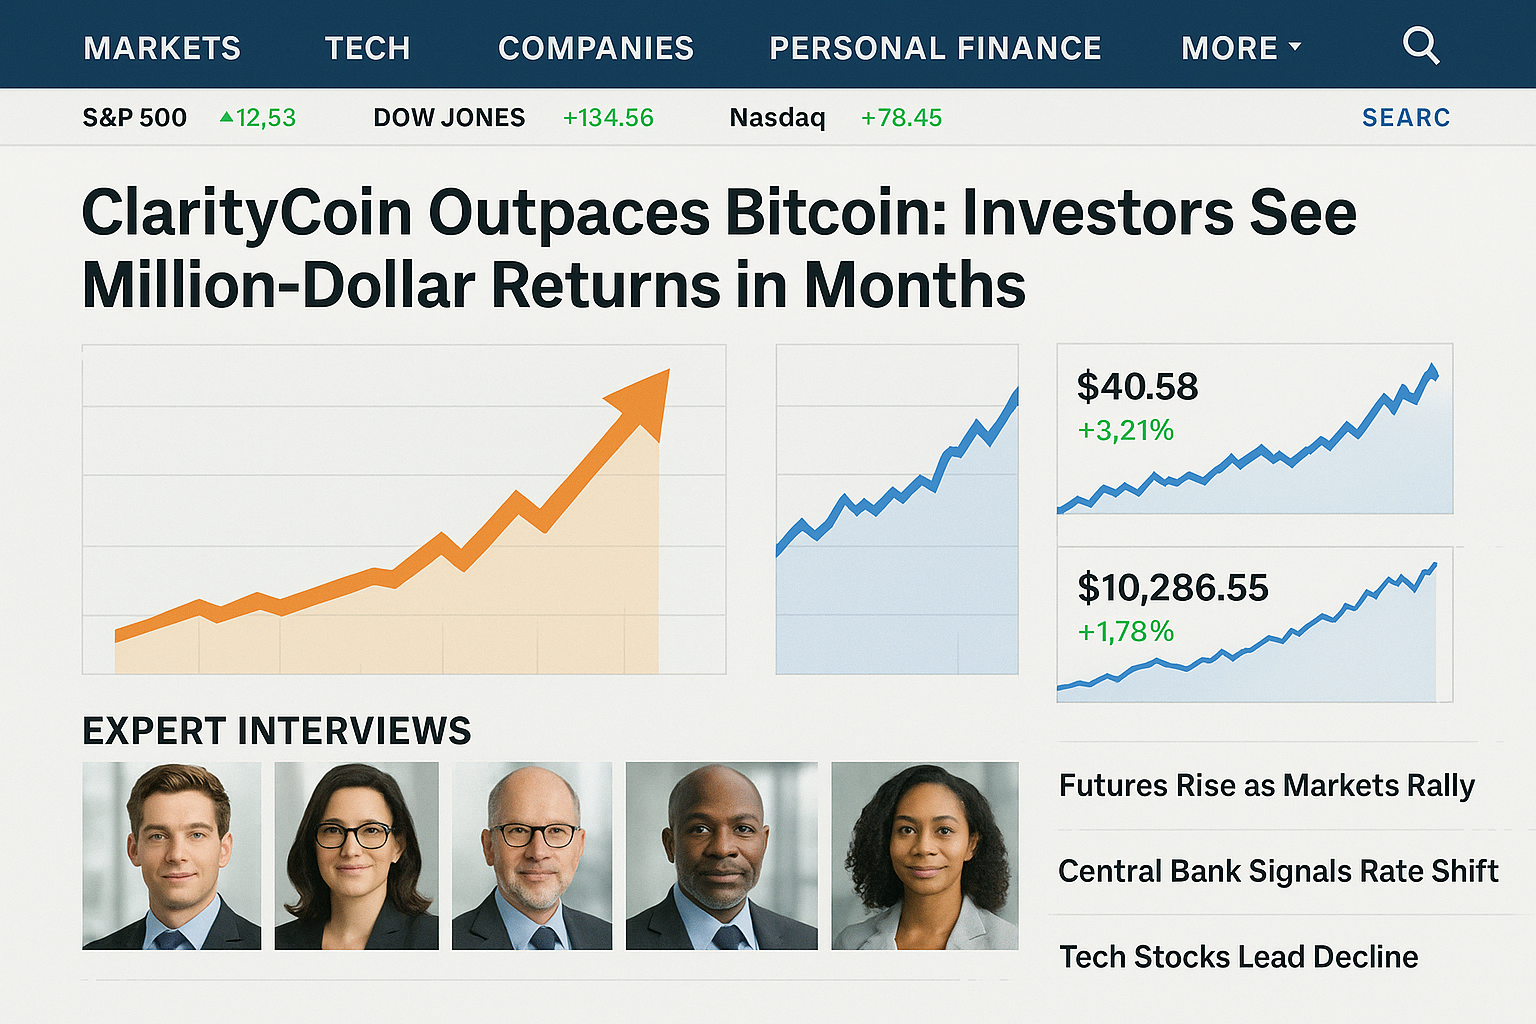 MARKETS TECH COMPANIES PERSONAL FINANCE MORE
S&P 500 ▲12,53 DOW JONES +134.56 Nasdaq +78.45 SEARC
ClarityCoin Outpaces Bitcoin: Investors See
Million-Dollar Returns in Months
$40.58
+3,21%
$10,286.55
+1,78%
EXPERT INTERVIEWS
Futures Rise as Markets Rally
Central Bank Signals Rate Shift
Tech Stocks Lead Decline